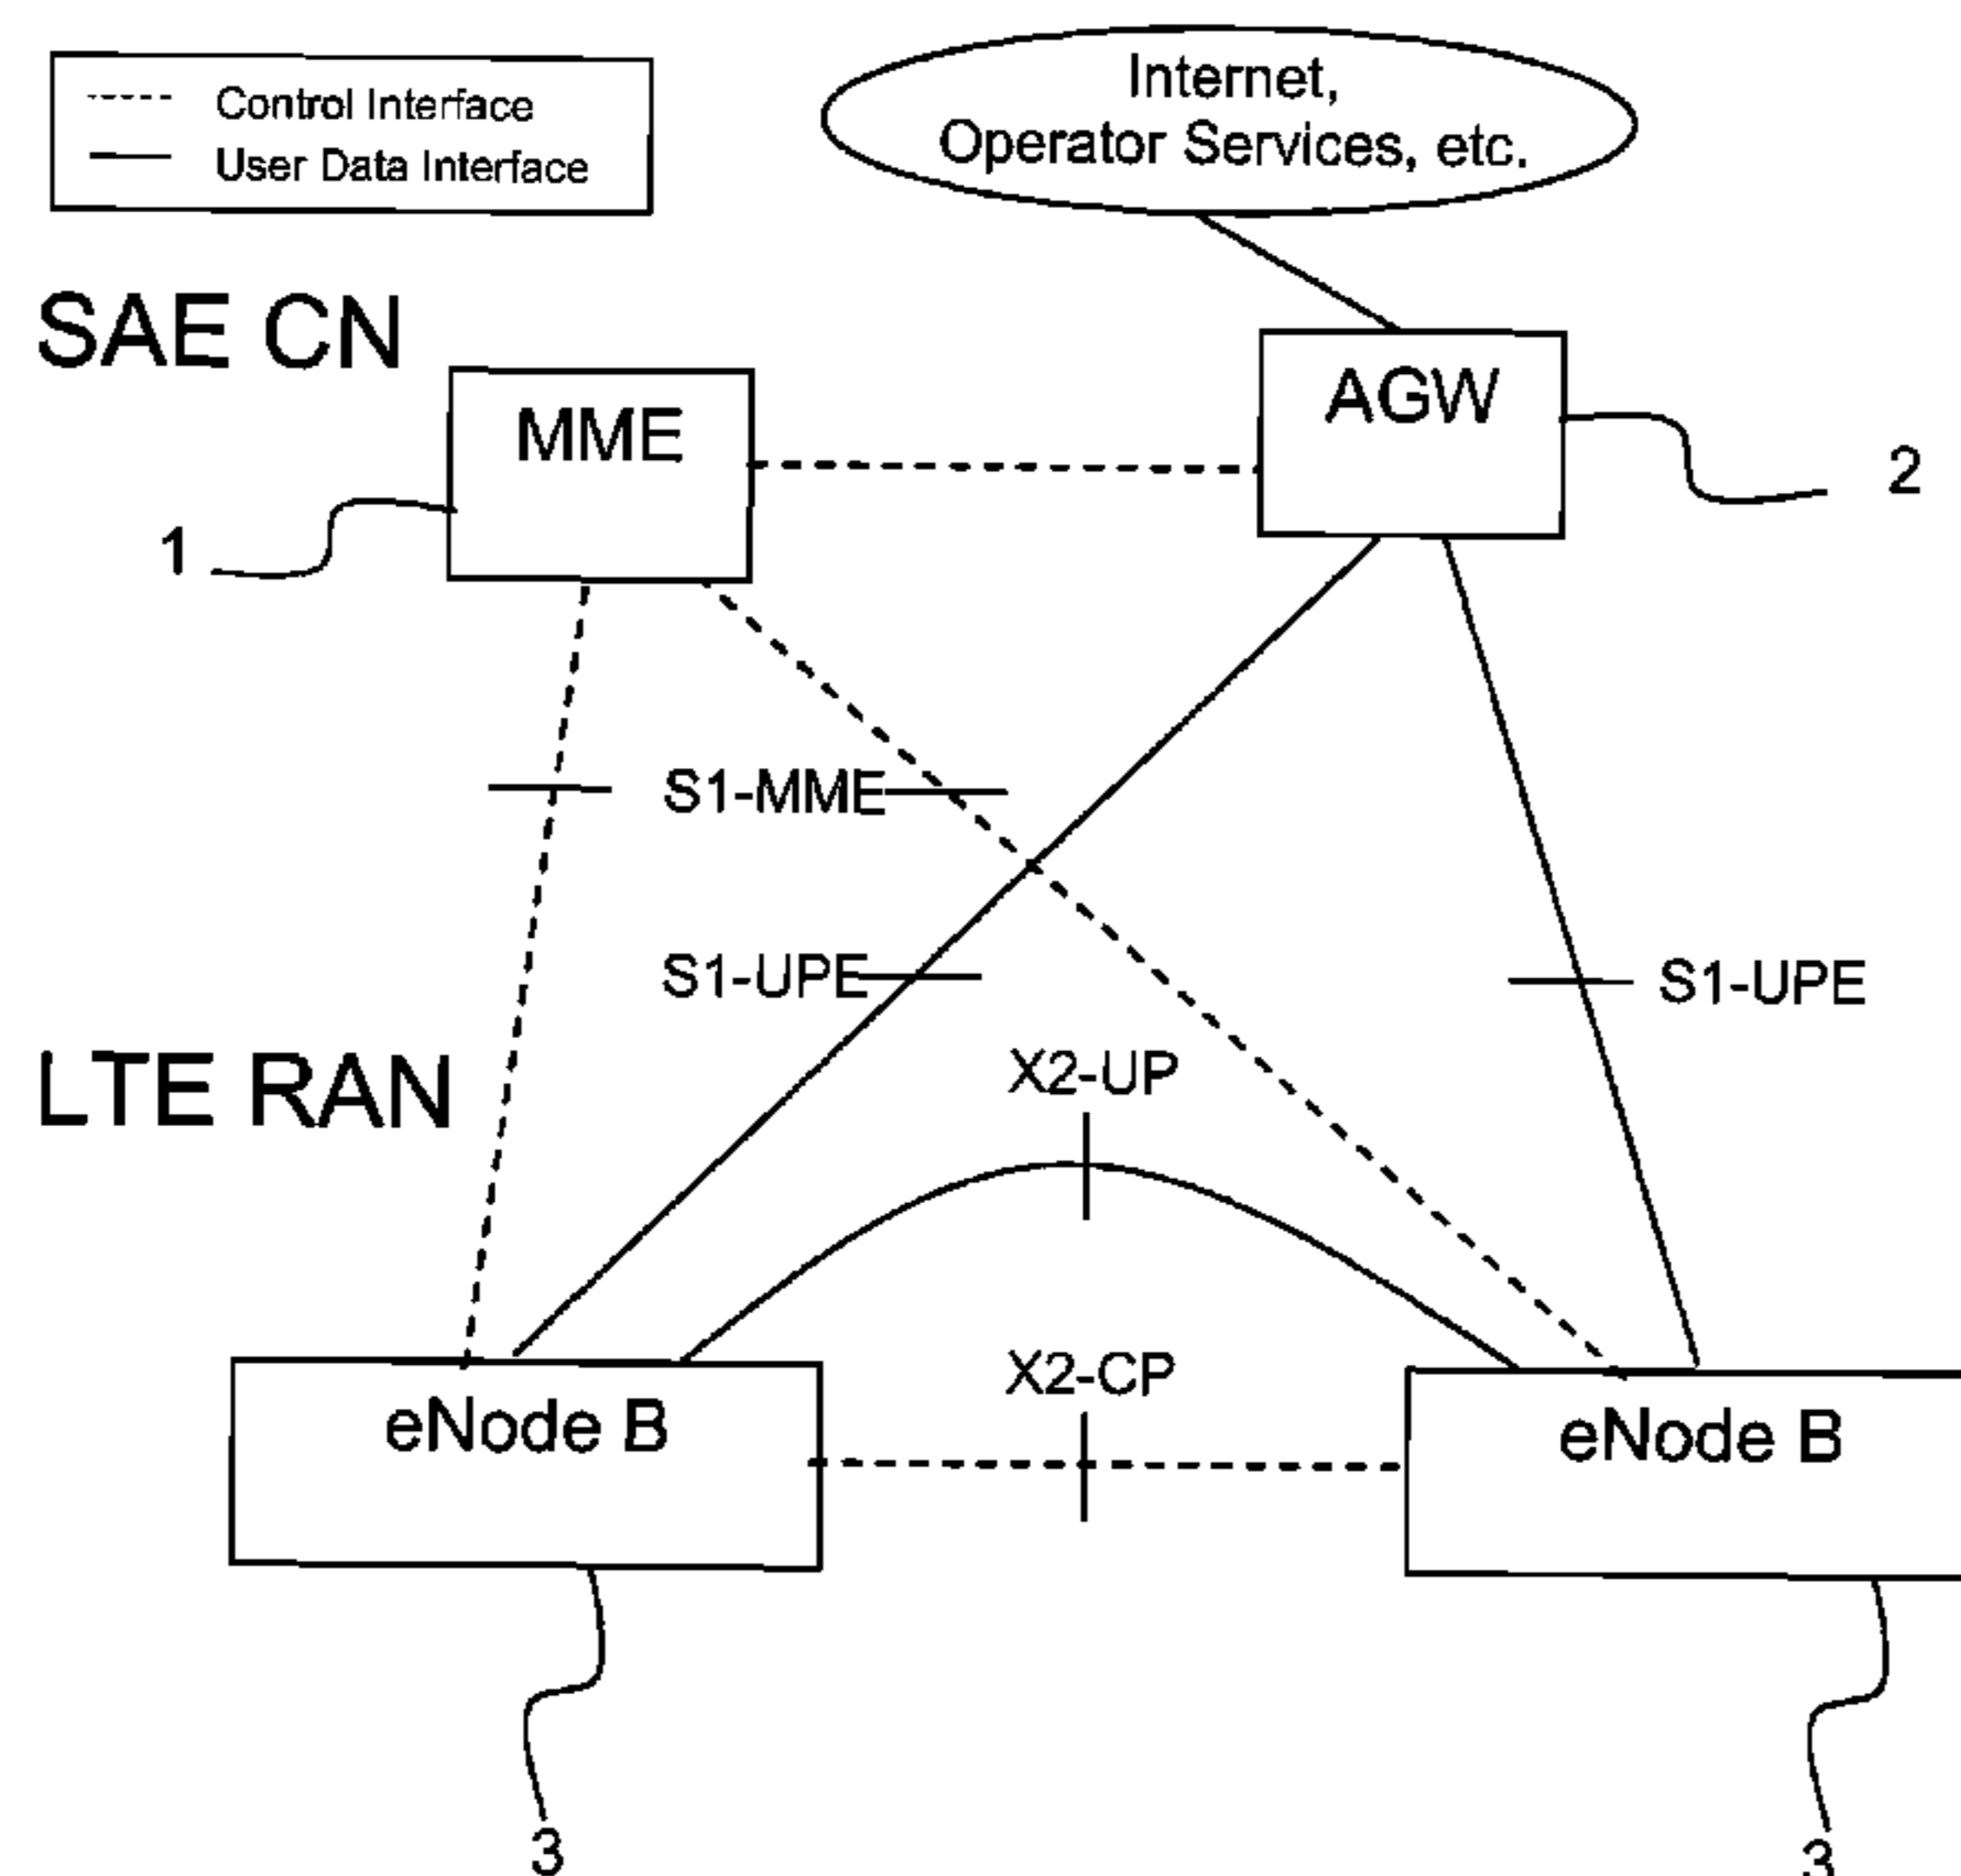 Control Interface
User Data Interface
Internet,
Operator Services, etc.
SAE CN
MME
AGW
1
2
S1-MME
S1-UPE
S1-UPE
LTE RAN
X2-UP
X2-CP
eNode B
eNode B
3
3